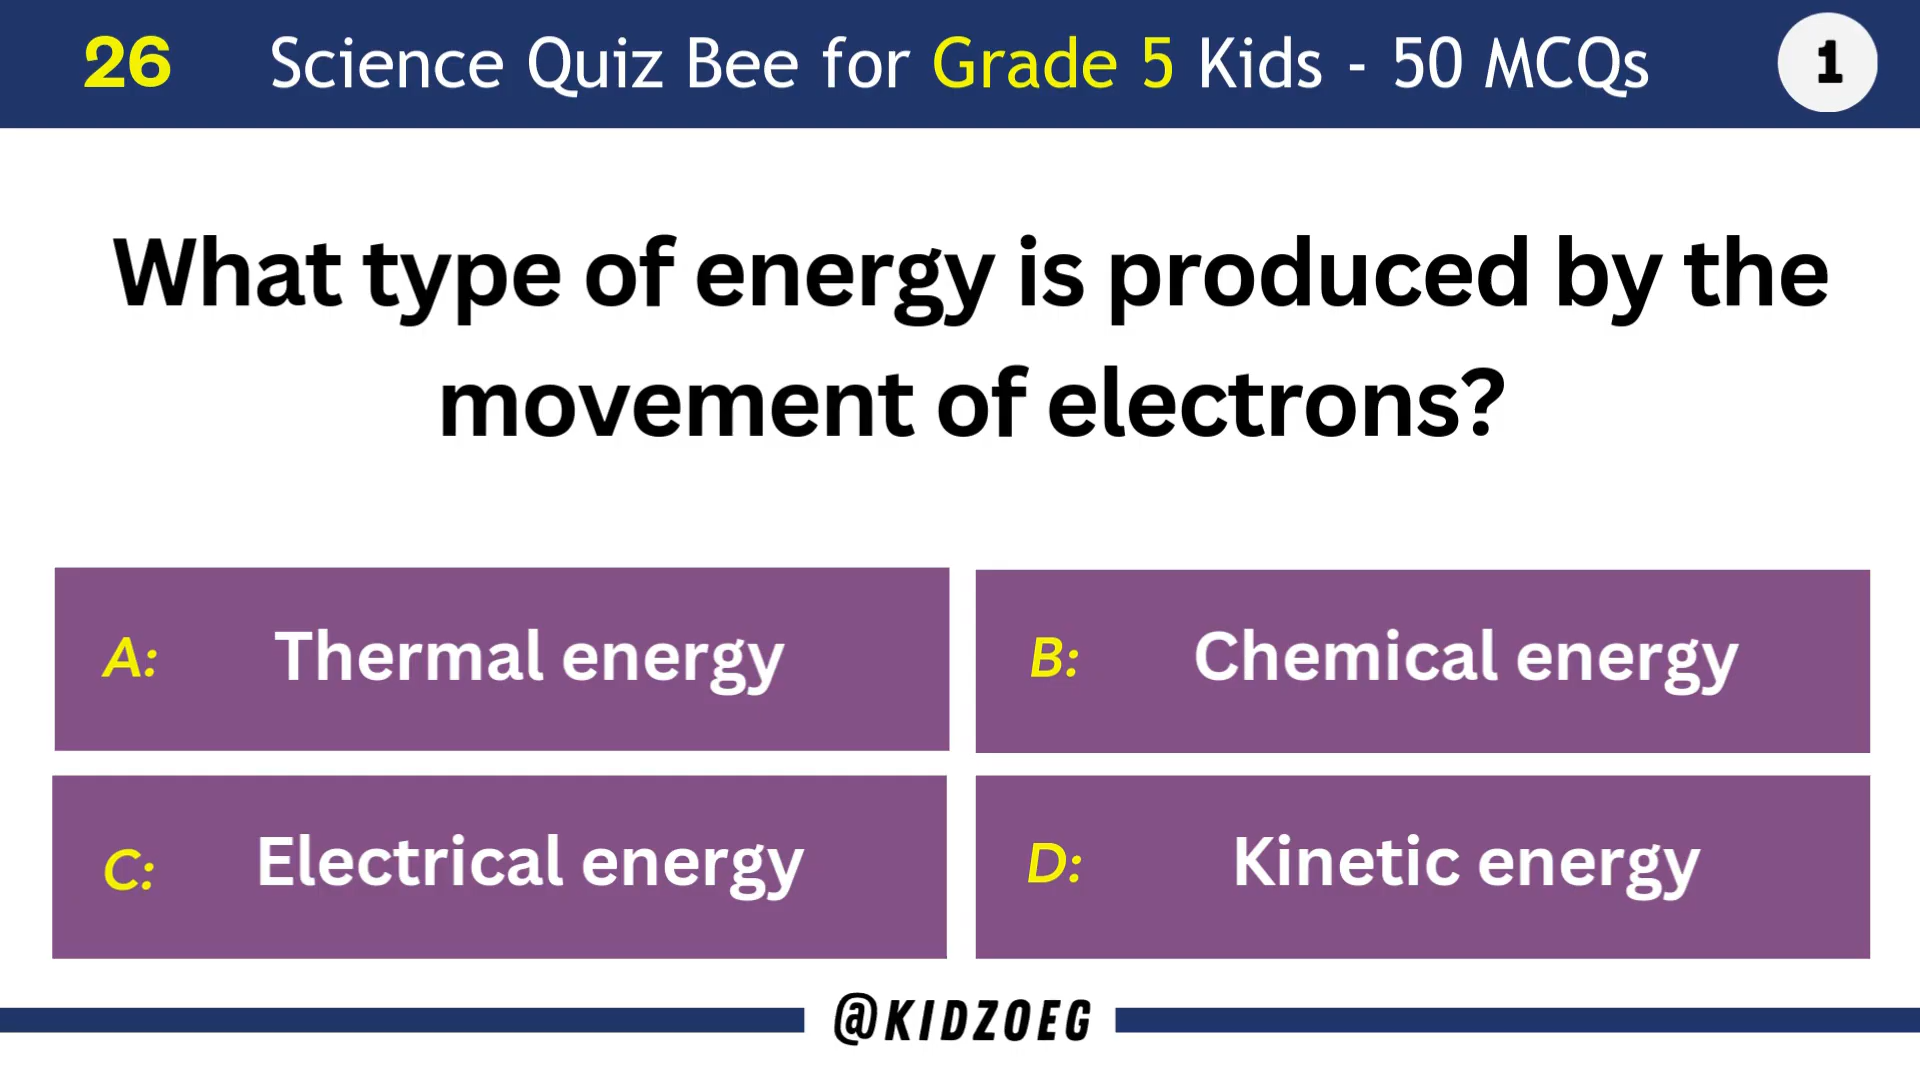 26 Science Quiz Bee for Grade 5 Kids - 50 MCQs 1
What type of energy is produced by the
movement of electrons?
A: Thermal energy
B: Chemical energy
C: Electrical energy
D: Kinetic energy
@KIDZOEG